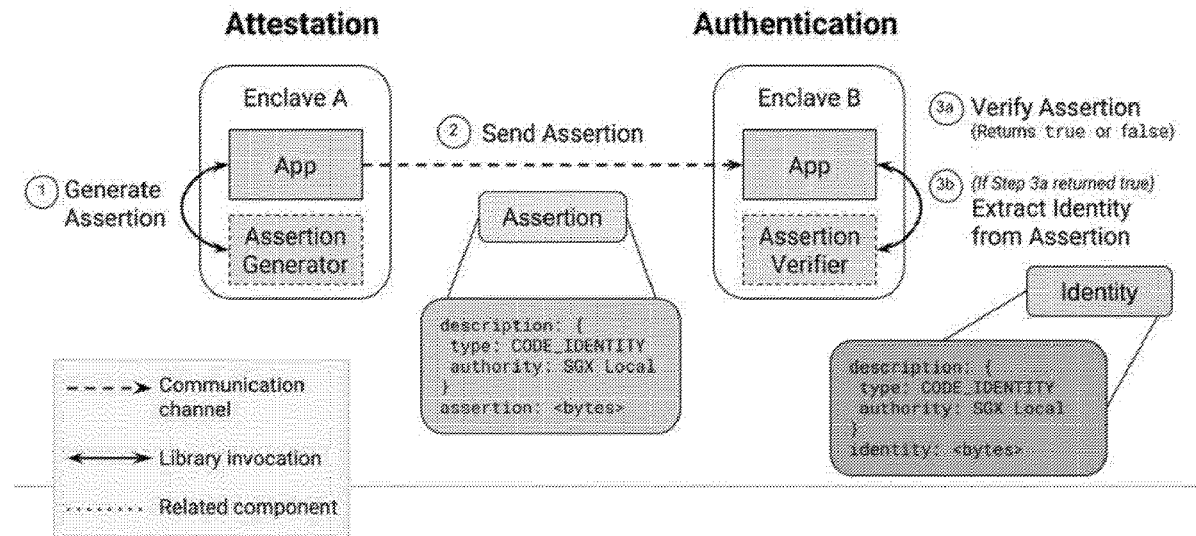 Attestation
Authentication
Enclave A
App
Assertion
Generator
1
Generate
Assertion
2
Send Assertion
Assertion
description: {
type: CODE_IDENTITY
authority: SGX Local
}
assertion: <bytes>
Enclave B
App
Assertion
Verifier
3a
Verify Assertion
(Returns true or false)
3b
(If Step 3a returned true)
Extract Identity
from Assertion
Identity
description: {
type: CODE_IDENTITY
authority: SGX Local
}
identity: <bytes>
Communication
channel
Library invocation
Related component